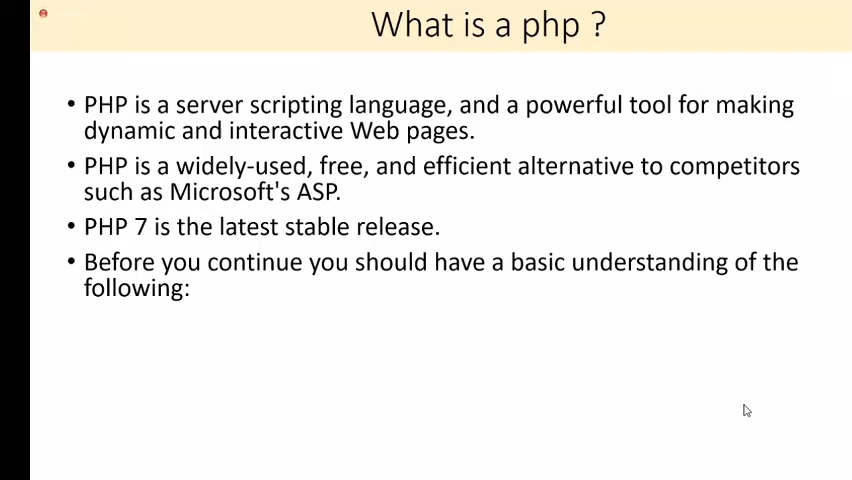 What is a php ?
• PHP is a server scripting language, and a powerful tool for making
dynamic and interactive Web pages.
• PHP is a widely-used, free, and efficient alternative to competitors
such as Microsoft's ASP.
• PHP 7 is the latest stable release.
• Before you continue you should have a basic understanding of the
following: